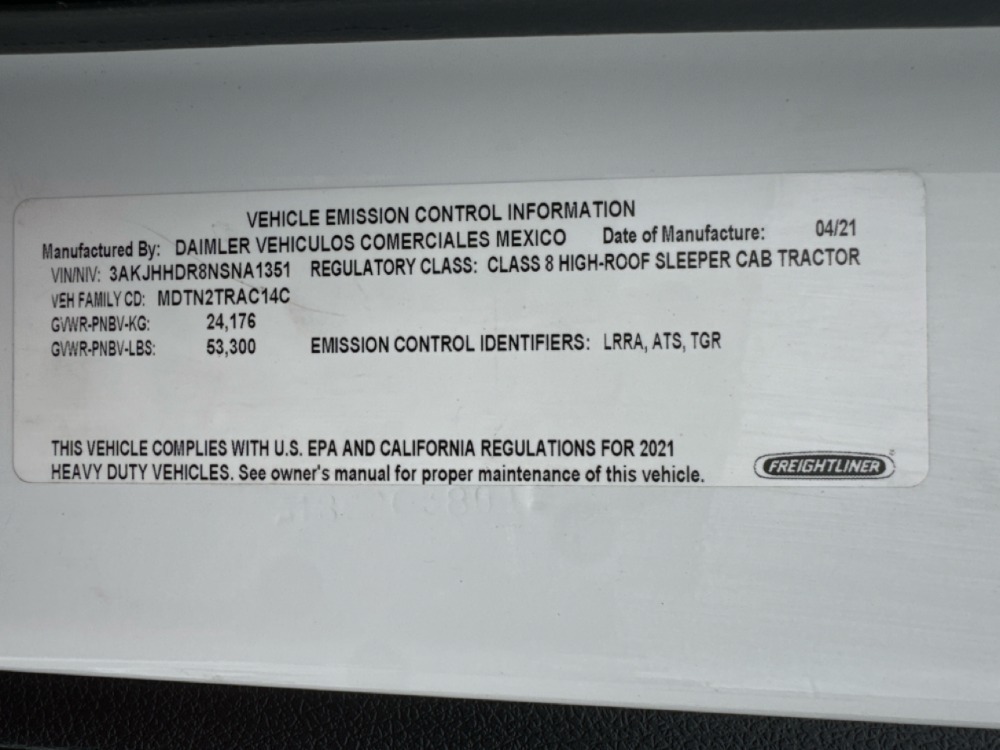 VEHICLE EMISSION CONTROL INFORMATION
Manufactured By: DAIMLER VEHICULOS COMERCIALES MEXICO Date of Manufacture: 04/21
VIN/NIV: 3AKJHHDR8NSNA1351 REGULATORY CLASS: CLASS 8 HIGH-ROOF SLEEPER CAB TRACTOR
VEH FAMILY CD: MDTN2TRAC14C
GVWR-PNBV-KG: 24,176
GVWR-PNBV-LBS: 53,300 EMISSION CONTROL IDENTIFIERS: LRRA, ATS, TGR
THIS VEHICLE COMPLIES WITH U.S. EPA AND CALIFORNIA REGULATIONS FOR 2021
HEAVY DUTY VEHICLES. See owner's manual for proper maintenance of this vehicle.
FREIGHTLINER